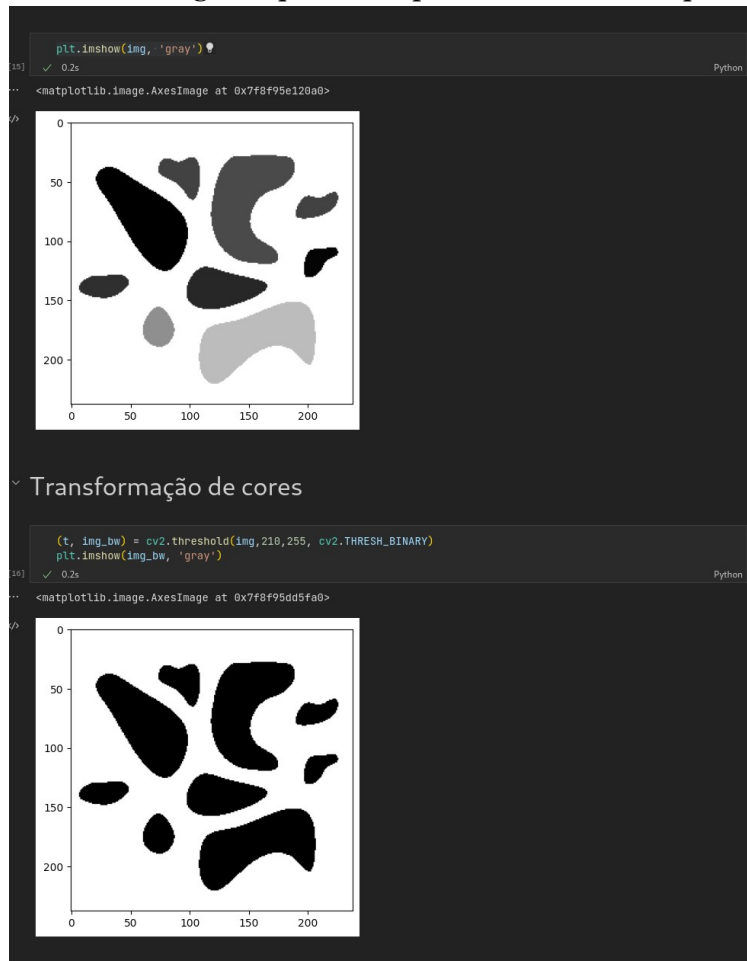 plt.imshow(img, 'gray')
[15]
✓ 0.2s
Python
... <matplotlib.image.AxesImage at 0x7f8f95e120a0>
</>
0
50
100
150
200
0 50 100 150 200
Transformação de cores
(t, img_bw) = cv2.threshold(img,210,255, cv2.THRESH_BINARY)
plt.imshow(img_bw, 'gray')
[16]
✓ 0.2s
Python
... <matplotlib.image.AxesImage at 0x7f8f95dd5fa0>
</>
0
50
100
150
200
0 50 100 150 200